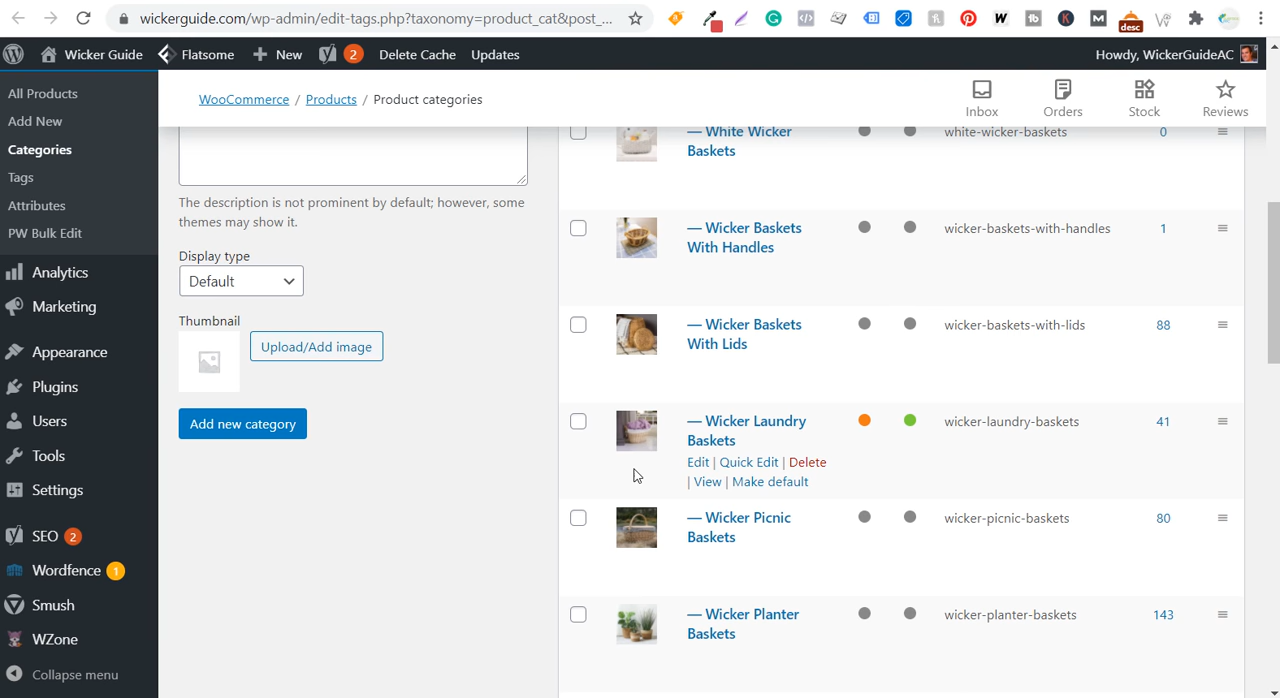 wickerguide.com/wp-admin/edit-tags.php?taxonomy=product_cat&post_...
desc
Wicker Guide
Flatsome
New
2
Delete Cache
Updates
Howdy, WickerGuideAC
All Products
Add New
Categories
Tags
Attributes
PW Bulk Edit
Analytics
Marketing
Appearance
Plugins
Users
Tools
Settings
SEO 2
Wordfence 1
Smush
WZone
Collapse menu
WooCommerce / Products / Product categories
Inbox
Orders
Stock
Reviews
The description is not prominent by default; however, some
themes may show it.
Display type
Default
Thumbnail
Upload/Add image
Add new category
— White Wicker
Baskets
white-wicker-baskets
0
— Wicker Baskets
With Handles
wicker-baskets-with-handles
1
— Wicker Baskets
With Lids
wicker-baskets-with-lids
88
— Wicker Laundry
Baskets
Edit | Quick Edit | Delete
| View | Make default
wicker-laundry-baskets
41
— Wicker Picnic
Baskets
wicker-picnic-baskets
80
— Wicker Planter
Baskets
wicker-planter-baskets
143